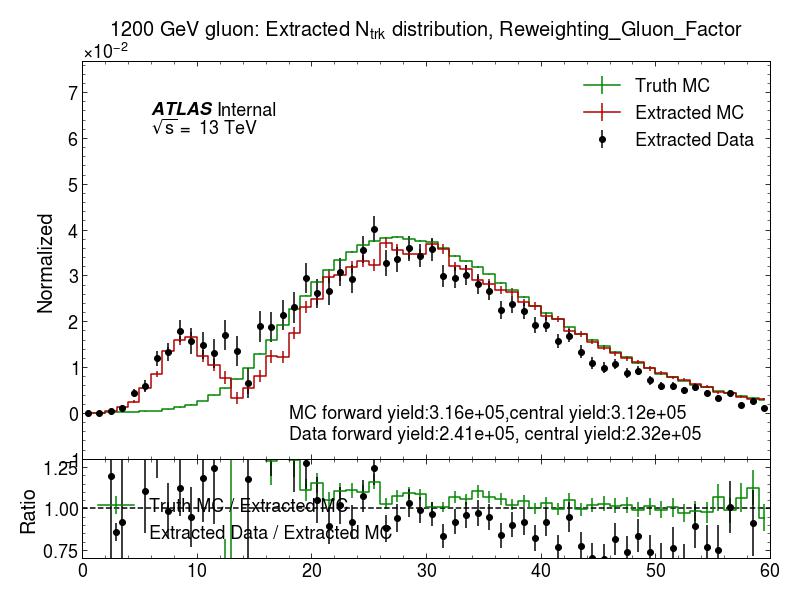 1200 GeV gluon: Extracted N_trk distribution, Reweighting_Gluon_Factor
×10⁻²
ATLAS Internal
√s = 13 TeV
Truth MC
Extracted MC
Extracted Data
Normalized
7
6
5
4
3
2
1
0
1
MC forward yield:3.16e+05,central yield:3.12e+05
Data forward yield:2.41e+05, central yield:2.32e+05
Ratio
1.25
1.00
0.75
Truth MC / Extracted MC
Extracted Data / Extracted MC
0 10 20 30 40 50 60